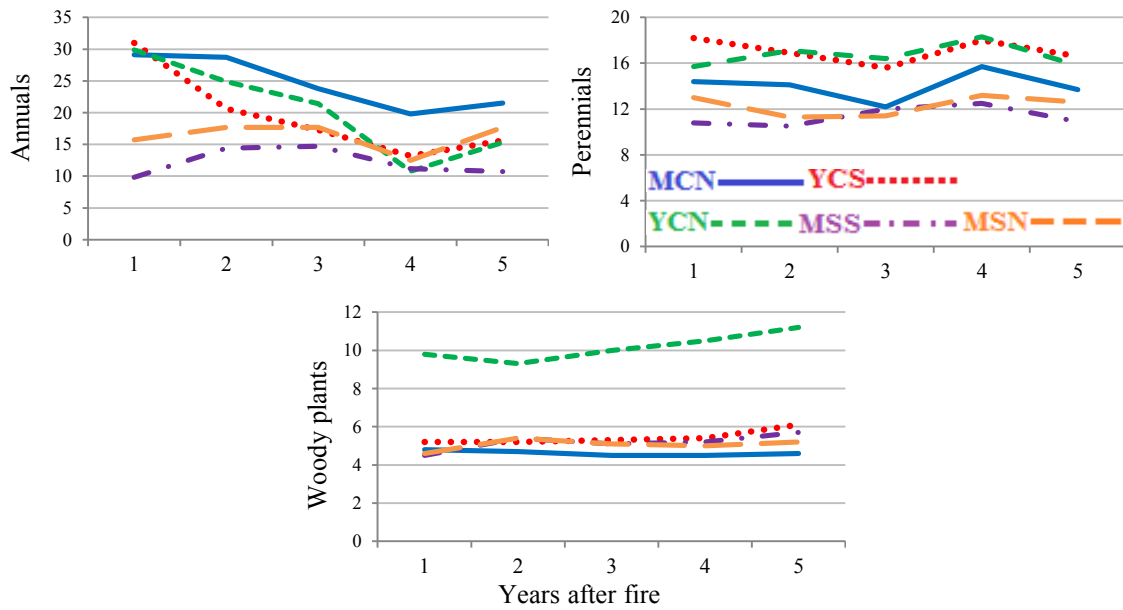 Annuals
35
30
25
20
15
10
5
0
1 2 3 4 5
Perennials
20
16
12
8
4
0
MCN YCS
YCN MSS MSN
1 2 3 4 5
Woody plants
12
10
8
6
4
2
0
1 2 3 4 5
Years after fire